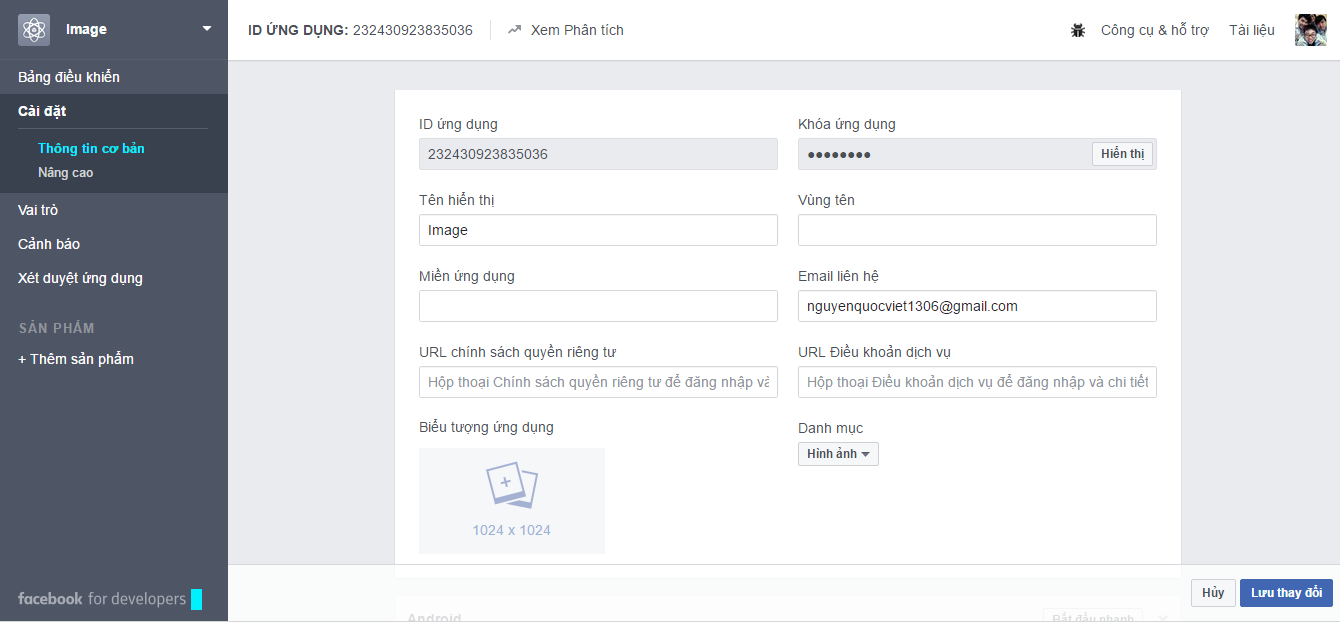 Image
ID ỨNG DỤNG: 232430923835036
Xem Phân tích
Công cụ & hỗ trợ
Tài liệu
Bảng điều khiển
Cài đặt
Thông tin cơ bản
Nâng cao
Vai trò
Cảnh báo
Xét duyệt ứng dụng
SẢN PHẨM
+ Thêm sản phẩm
facebook for developers
ID ứng dụng
232430923835036
Khóa ứng dụng
●●●●●●●●
Hiển thị
Tên hiển thị
Image
Vùng tên
Miền ứng dụng
Email liên hệ
nguyenquocviet1306@gmail.com
URL chính sách quyền riêng tư
Hộp thoại Chính sách quyền riêng tư để đăng nhập và
URL Điều khoản dịch vụ
Hộp thoại Điều khoản dịch vụ để đăng nhập và chi tiết
Biểu tượng ứng dụng
1024 x 1024
Danh mục
Hình ảnh
Android
Bắt đầu nhanh
Hủy
Lưu thay đổi